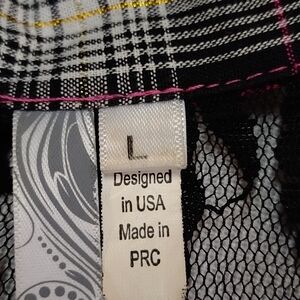 L
Designed
in USA
Made in
PRC